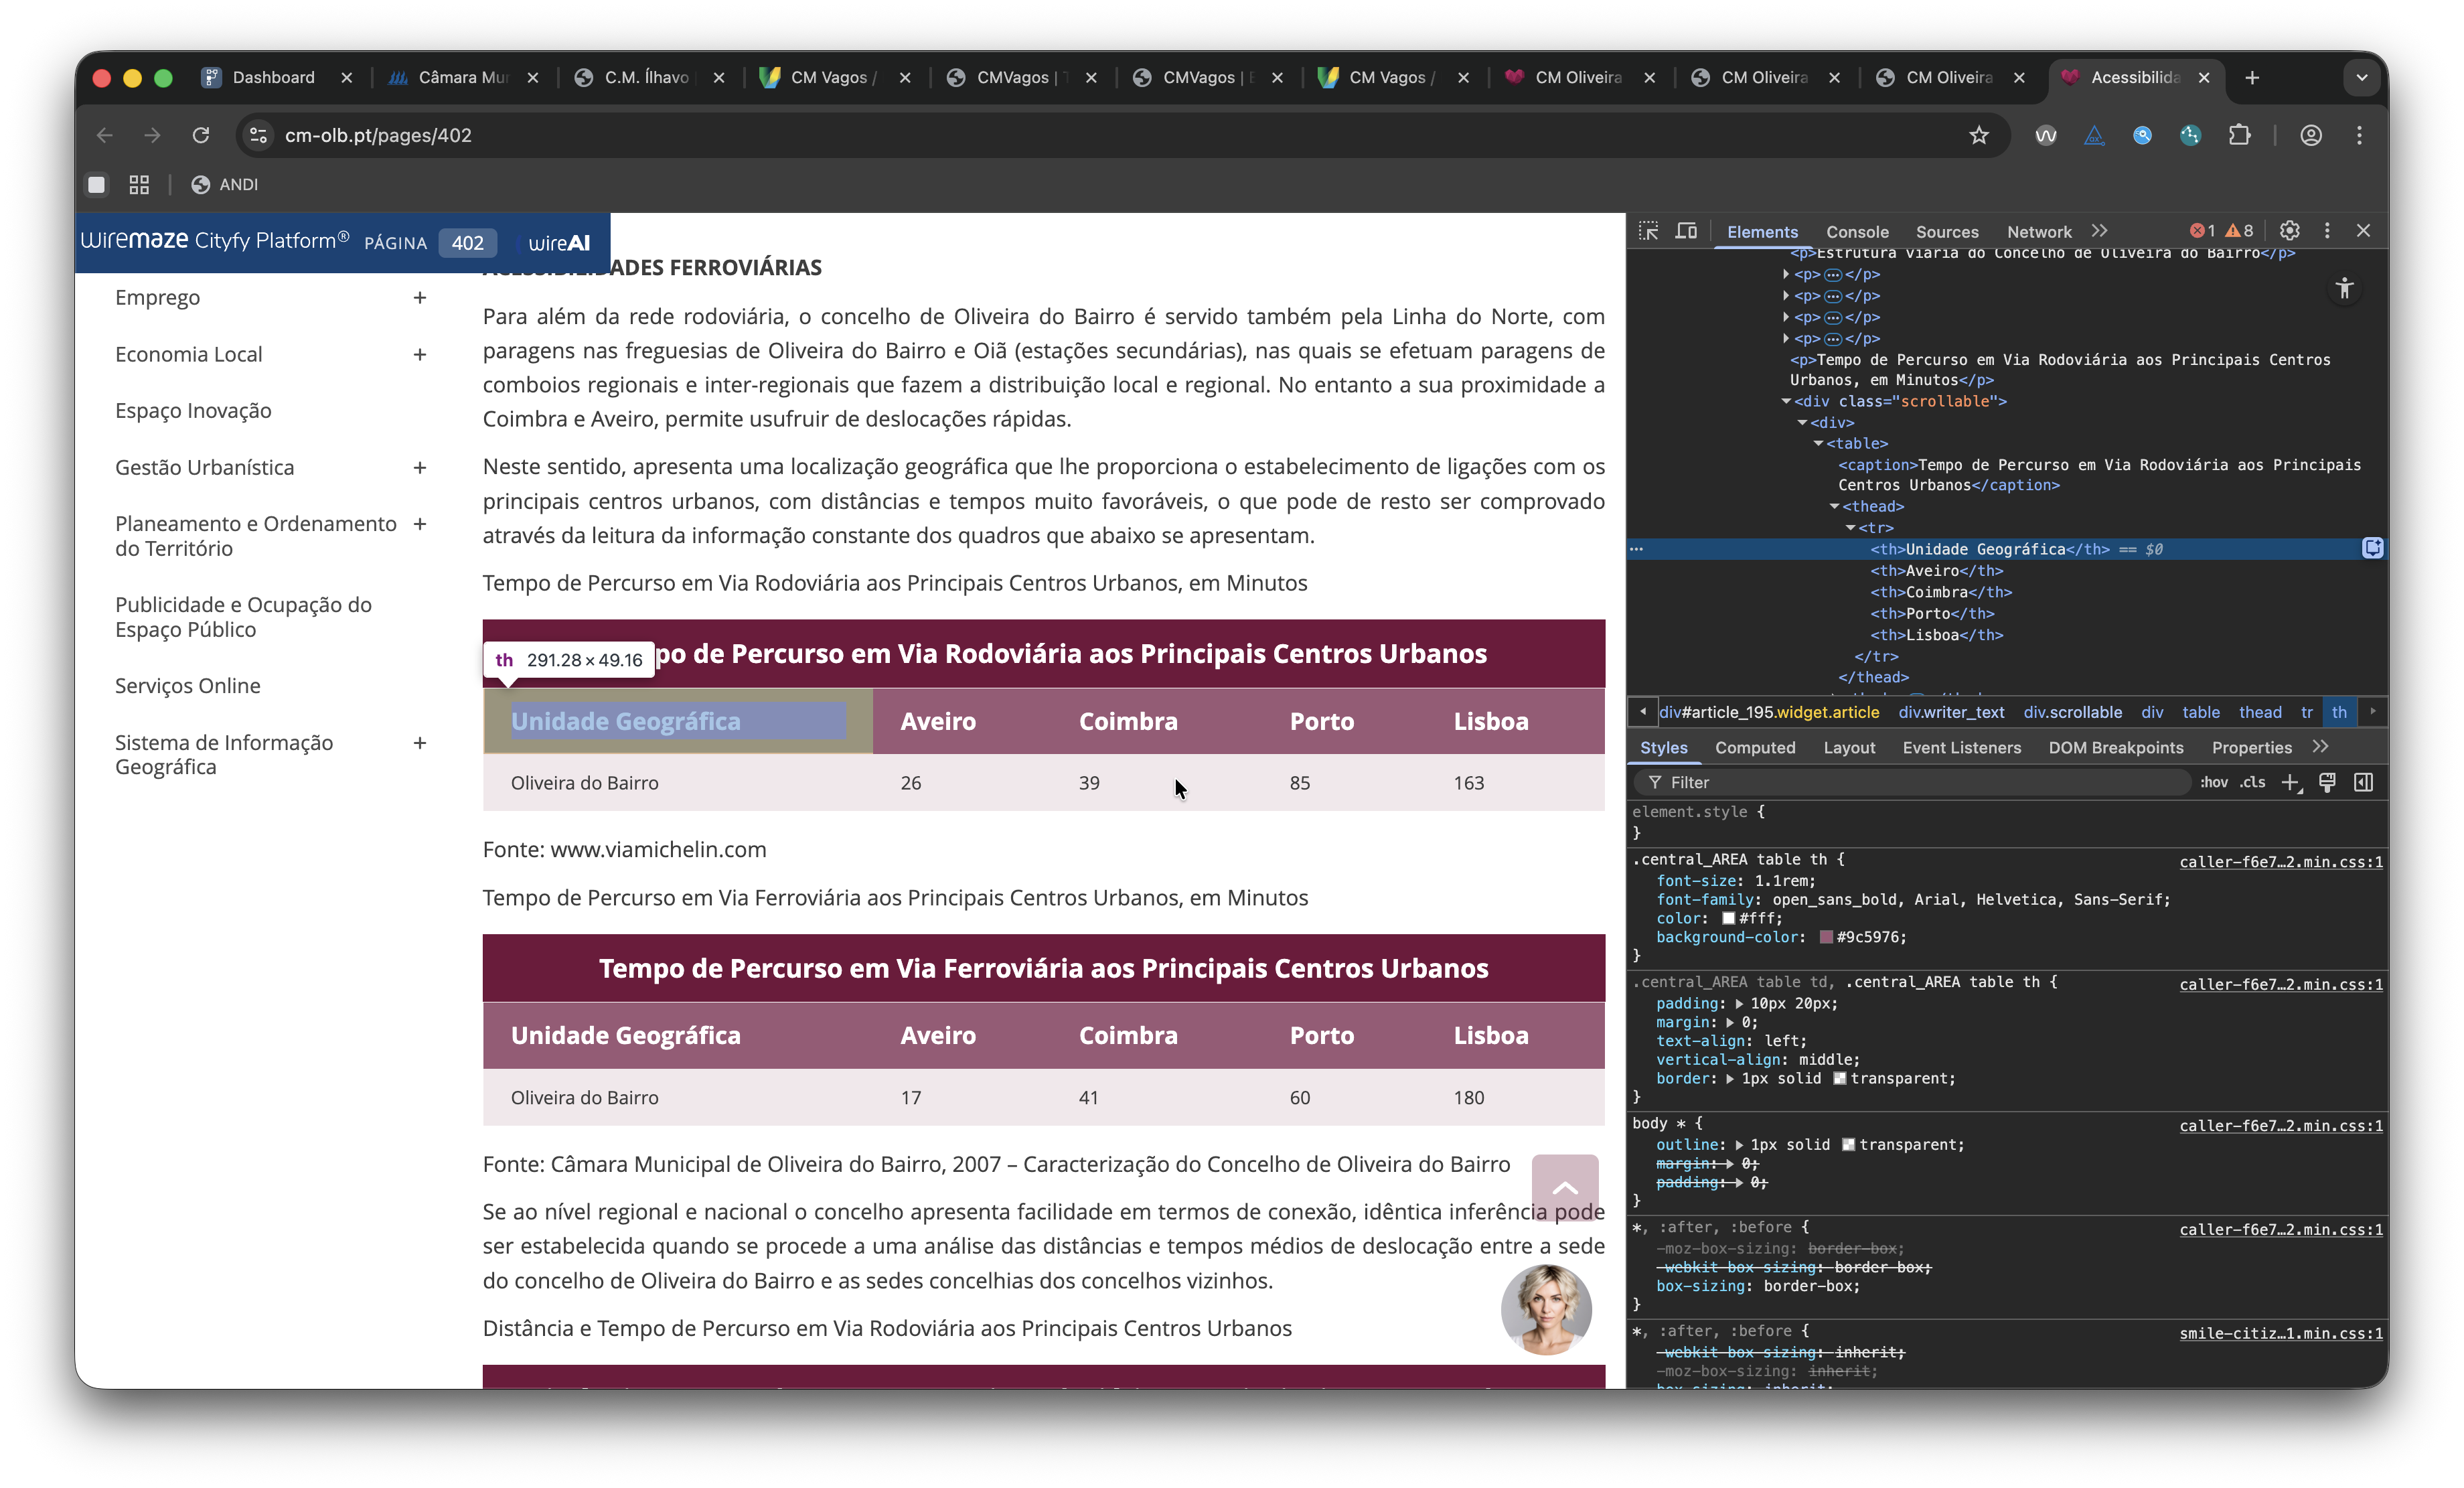 Dashboard
Câmara Mun
C.M. Ílhavo
CM Vagos /
CMVagos |
CMVagos |
CM Vagos /
CM Oliveira
CM Oliveira
CM Oliveira
Acessibilida
cm-olb.pt/pages/402
ANDI
wiremaze Cityfy Platform® PÁGINA 402 wireAI
Emprego +
Economia Local +
Espaço Inovação
Gestão Urbanística +
Planeamento e Ordenamento +
do Território
Publicidade e Ocupação do
Espaço Público
Serviços Online
Sistema de Informação +
Geográfica
ACESSIBILIDADES FERROVIÁRIAS
Para além da rede rodoviária, o concelho de Oliveira do Bairro é servido também pela Linha do Norte, com
paragens nas freguesias de Oliveira do Bairro e Oiã (estações secundárias), nas quais se efetuam paragens de
comboios regionais e inter-regionais que fazem a distribuição local e regional. No entanto a sua proximidade a
Coimbra e Aveiro, permite usufruir de deslocações rápidas.
Neste sentido, apresenta uma localização geográfica que lhe proporciona o estabelecimento de ligações com os
principais centros urbanos, com distâncias e tempos muito favoráveis, o que pode de resto ser comprovado
através da leitura da informação constante dos quadros que abaixo se apresentam.
Tempo de Percurso em Via Rodoviária aos Principais Centros Urbanos, em Minutos
th 291.28 × 49.16
po de Percurso em Via Rodoviária aos Principais Centros Urbanos
Unidade Geográfica Aveiro Coimbra Porto Lisboa
Oliveira do Bairro 26 39 85 163
Fonte: www.viamichelin.com
Tempo de Percurso em Via Ferroviária aos Principais Centros Urbanos, em Minutos
Tempo de Percurso em Via Ferroviária aos Principais Centros Urbanos
Unidade Geográfica Aveiro Coimbra Porto Lisboa
Oliveira do Bairro 17 41 60 180
Fonte: Câmara Municipal de Oliveira do Bairro, 2007 – Caracterização do Concelho de Oliveira do Bairro
Se ao nível regional e nacional o concelho apresenta facilidade em termos de conexão, idêntica inferência pode
ser estabelecida quando se procede a uma análise das distâncias e tempos médios de deslocação entre a sede
do concelho de Oliveira do Bairro e as sedes concelhias dos concelhos vizinhos.
Distância e Tempo de Percurso em Via Rodoviária aos Principais Centros Urbanos
Elements Console Sources Network >> 1 8
<p>Estrutura viaria do Concelho de Oliveira do Bairro</p>
<p>…</p>
<p>…</p>
<p>…</p>
<p>…</p>
<p>Tempo de Percurso em Via Rodoviária aos Principais Centros
Urbanos, em Minutos</p>
<div class="scrollable">
<div>
<table>
<caption>Tempo de Percurso em Via Rodoviária aos Principais
Centros Urbanos</caption>
<thead>
<tr>
<th>Unidade Geográfica</th> == $0
<th>Aveiro</th>
<th>Coimbra</th>
<th>Porto</th>
<th>Lisboa</th>
</tr>
</thead>
div#article_195.widget.article div.writer_text div.scrollable div table thead tr th
Styles Computed Layout Event Listeners DOM Breakpoints Properties >>
Filter :hov .cls +
element.style {
}
.central_AREA table th { caller-f6e7…2.min.css:1
font-size: 1.1rem;
font-family: open_sans_bold, Arial, Helvetica, Sans-Serif;
color: #fff;
background-color: #9c5976;
}
.central_AREA table td, .central_AREA table th { caller-f6e7…2.min.css:1
padding: 10px 20px;
margin: 0;
text-align: left;
vertical-align: middle;
border: 1px solid transparent;
}
body * { caller-f6e7…2.min.css:1
outline: 1px solid transparent;
margin: 0;
padding: 0;
}
*, :after, :before { caller-f6e7…2.min.css:1
-moz-box-sizing: border-box;
-webkit-box-sizing: border-box;
box-sizing: border-box;
}
*, :after, :before { smile-citiz…1.min.css:1
-webkit-box-sizing: inherit;
-moz-box-sizing: inherit;
box-sizing: inherit;